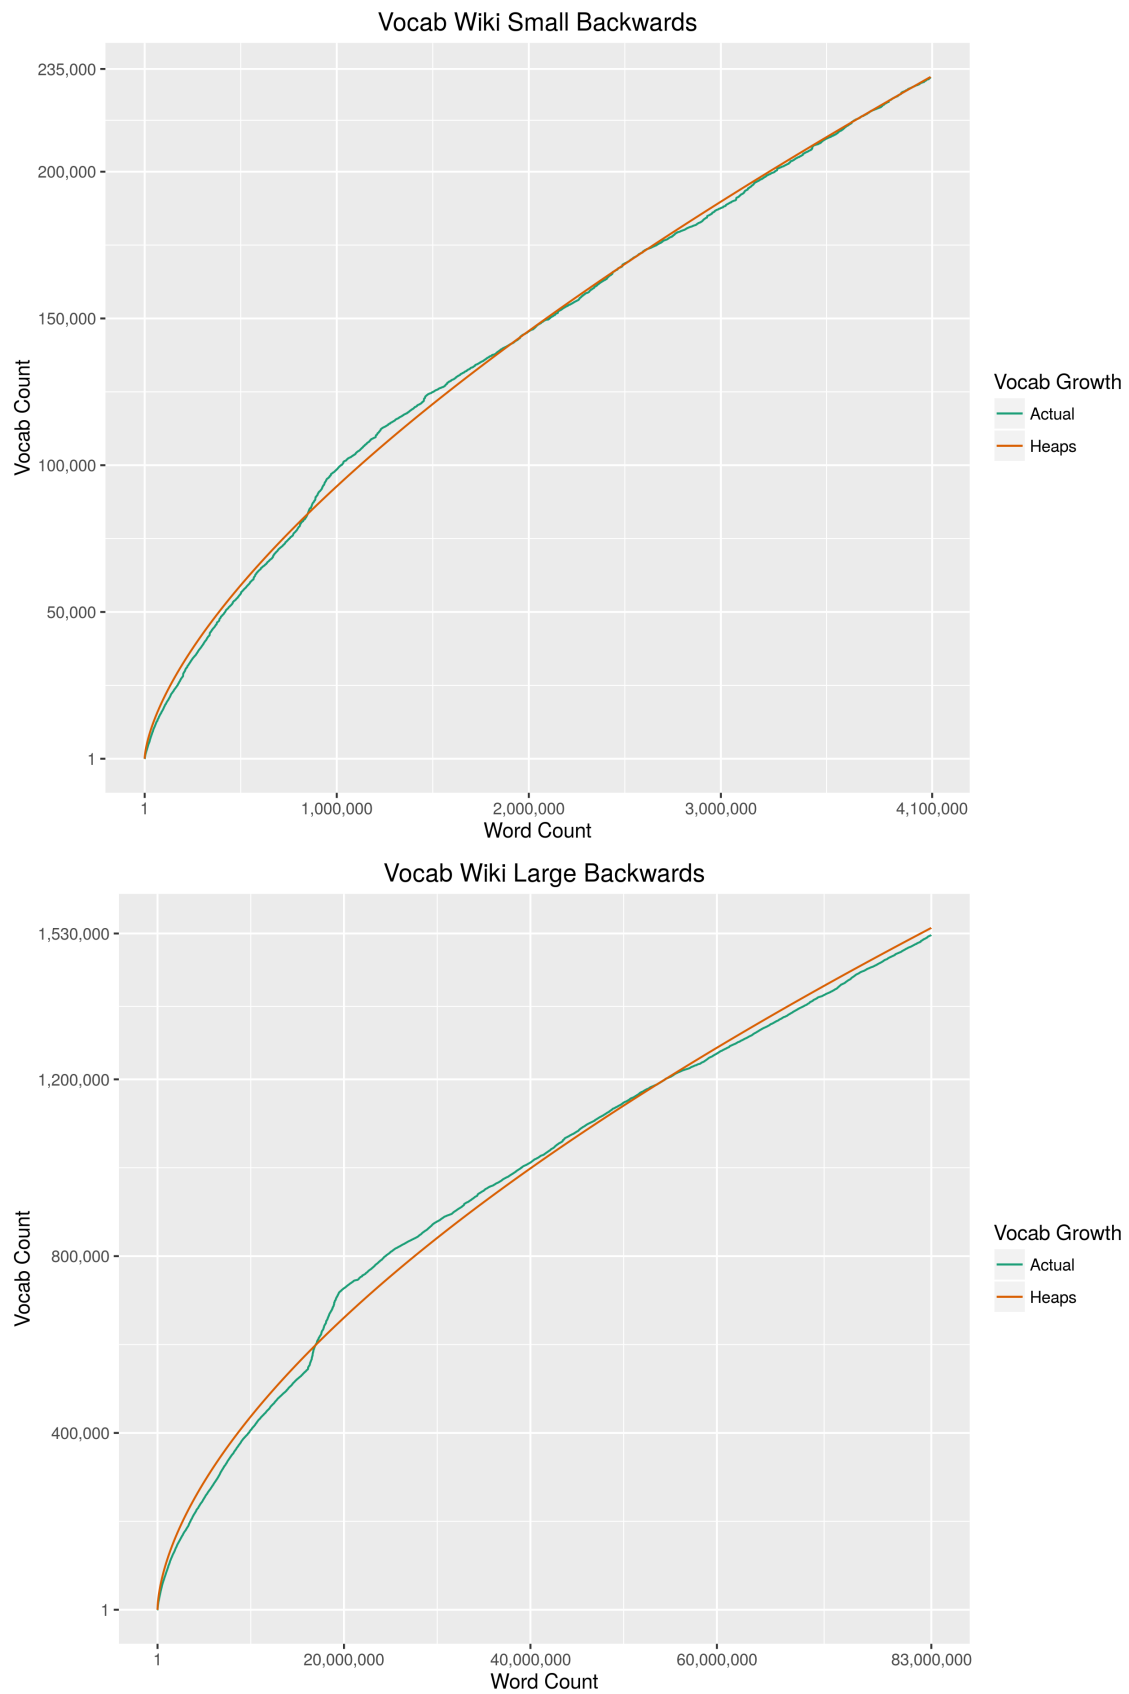 Vocab Wiki Small Backwards
235,000
200,000
150,000
100,000
50,000
1
Vocab Count
1
1,000,000
2,000,000
3,000,000
4,100,000
Word Count
Vocab Growth
Actual
Heaps
Vocab Wiki Large Backwards
1,530,000
1,200,000
800,000
400,000
1
Vocab Count
1
20,000,000
40,000,000
60,000,000
83,000,000
Word Count
Vocab Growth
Actual
Heaps